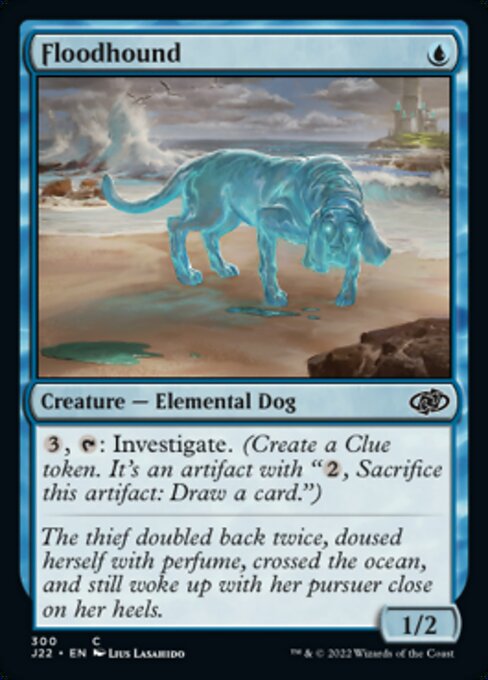 Floodhound
Creature — Elemental Dog
3, : Investigate. (Create a Clue
token. It's an artifact with “2, Sacrifice
this artifact: Draw a card.”)
The thief doubled back twice, doused
herself with perfume, crossed the ocean,
and still woke up with her pursuer close
on her heels.
1/2
300 C
J22 • EN Lius Lasahido
™ & © 2022 Wizards of the Coast